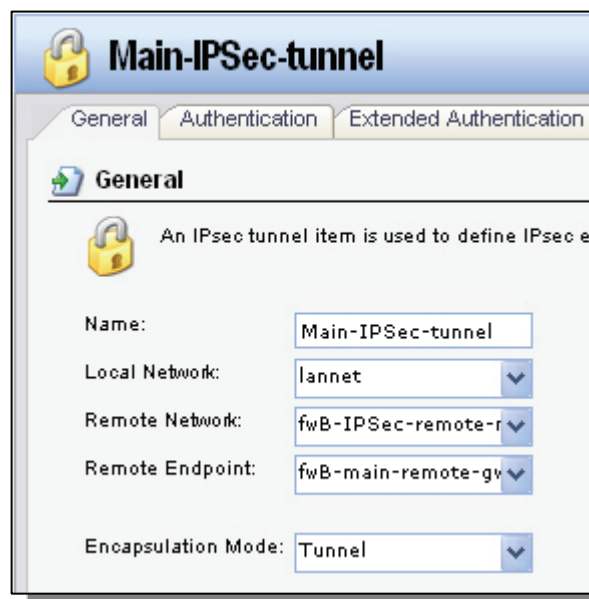 Main-IPSec-tunnel
General Authentication Extended Authentication
General
An IPsec tunnel item is used to define IPsec e
Name: Main-IPSec-tunnel
Local Network: lannet
Remote Network: fwB-IPSec-remote-
Remote Endpoint: fwB-main-remote-gw
Encapsulation Mode: Tunnel